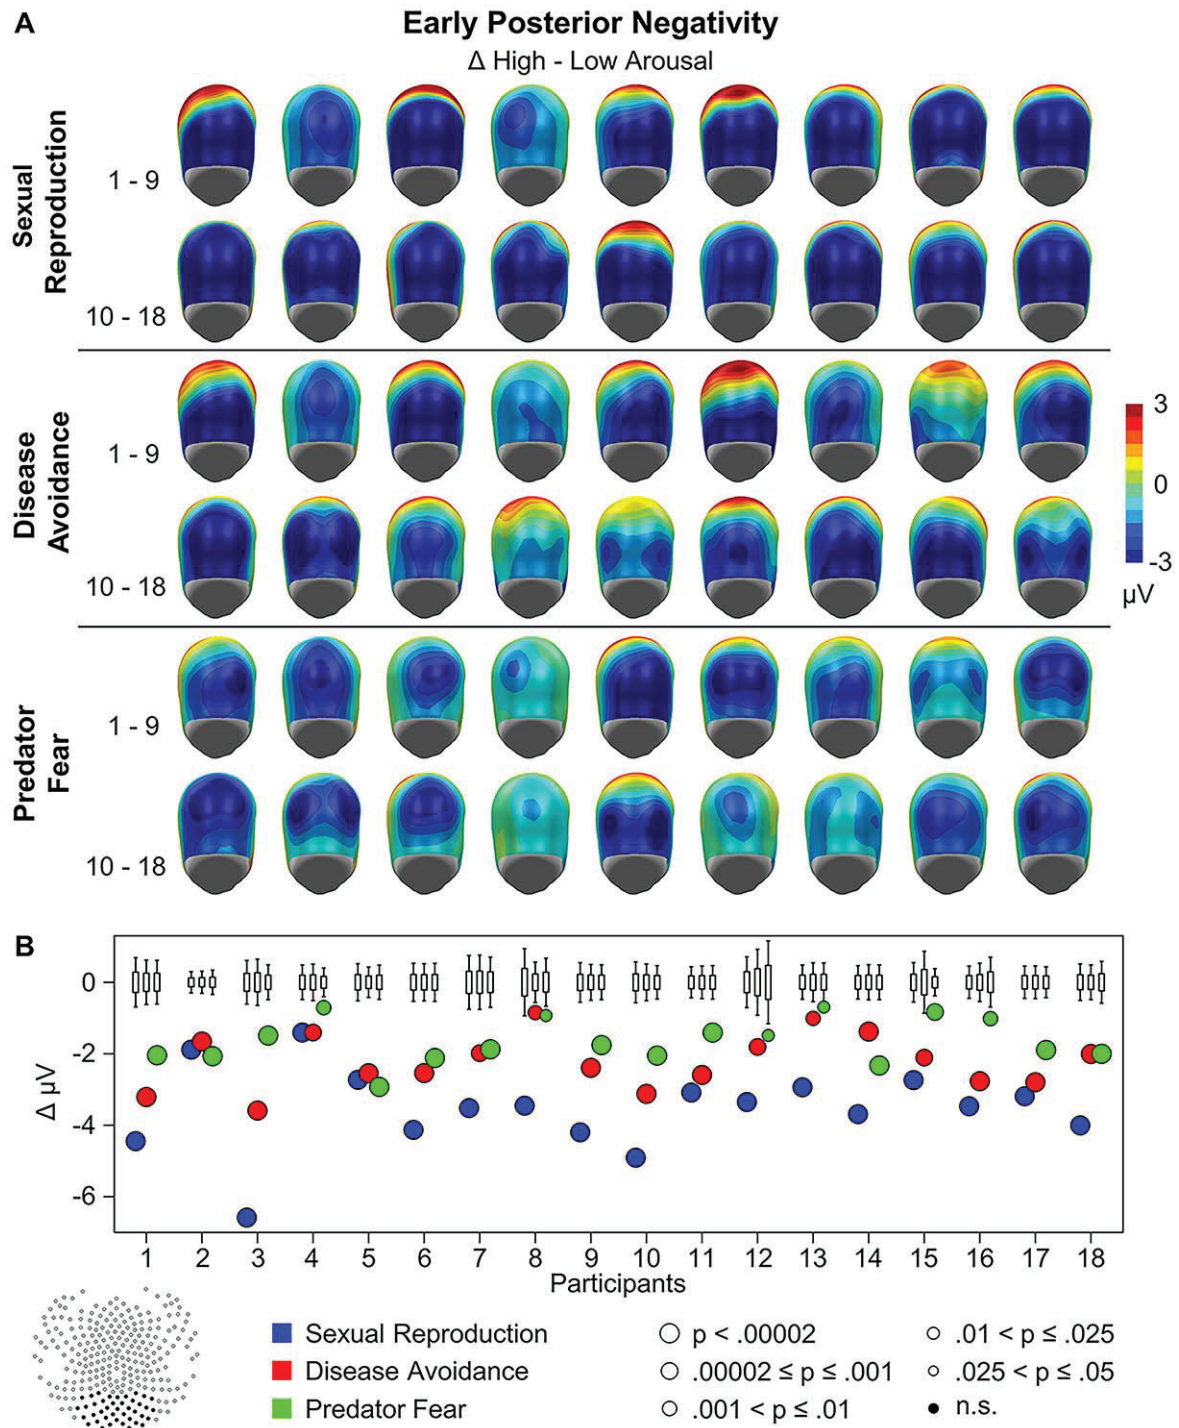 A
Early Posterior Negativity
Δ High - Low Arousal
Sexual
Reproduction
1 - 9
10 - 18
Disease
Avoidance
1 - 9
10 - 18
3
0
-3
µV
Predator
Fear
1 - 9
10 - 18
B
Δ µV
0
-2
-4
-6
1 2 3 4 5 6 7 8 9 10 11 12 13 14 15 16 17 18
Participants
Sexual Reproduction
Disease Avoidance
Predator Fear
p < .00002
.00002 ≤ p ≤ .001
.001 < p ≤ .01
.01 < p ≤ .025
.025 < p ≤ .05
n.s.